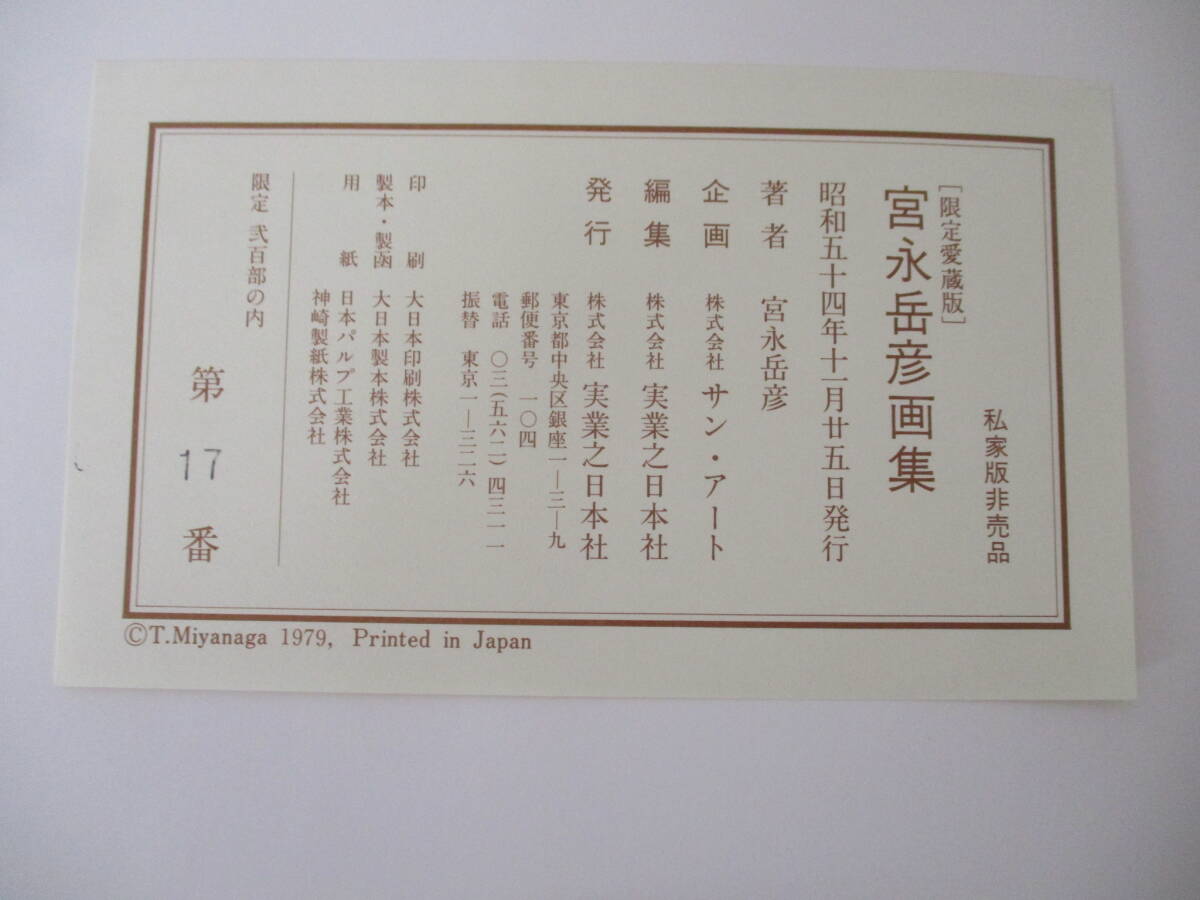 私家版非売品
［限定愛蔵版］
宮永岳彦画集
昭和五十四年十一月廿五日発行
著者　宮永岳彦
企画　株式会社　サン・アート
編集　株式会社　実業之日本社
発行　株式会社　実業之日本社
東京都中央区銀座一―三―九
郵便番号　一〇四
電話　〇三(五六二)四三一一
振替　東京一―三二六
印刷　大日本印刷株式会社
製本・製函　大日本製本株式会社
用紙　日本パルプ工業株式会社
神崎製紙株式会社
限定 弐百部の内
第 17 番
©T.Miyanaga 1979, Printed in Japan